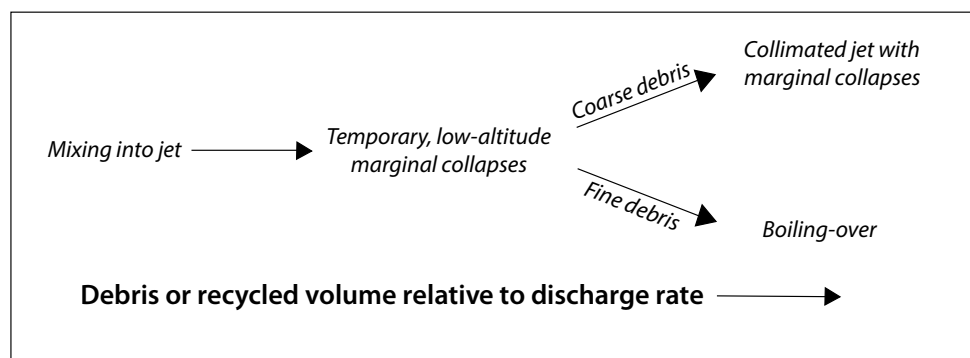 Mixing into jet
Temporary, low-altitude
marginal collapses
Coarse debris
Collimated jet with
marginal collapses
Fine debris
Boiling-over
Debris or recycled volume relative to discharge rate